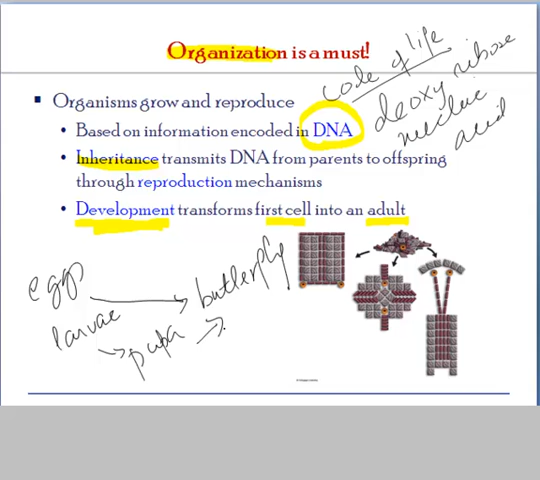 Organization is a must!
code of life
deoxy ribose
nucleic
acid
Organisms grow and reproduce
Based on information encoded in DNA
Inheritance transmits DNA from parents to offspring
through reproduction mechanisms
Development transforms first cell into an adult
eggs
butterfly
larvae
pupa